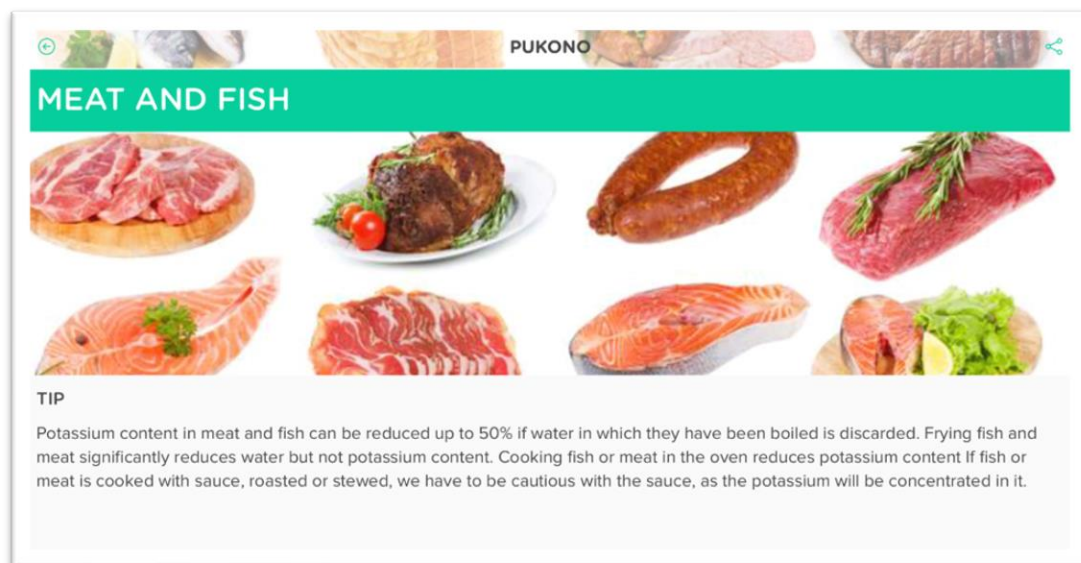 PUKONO
MEAT AND FISH
TIP
Potassium content in meat and fish can be reduced up to 50% if water in which they have been boiled is discarded. Frying fish and
meat significantly reduces water but not potassium content. Cooking fish or meat in the oven reduces potassium content If fish or
meat is cooked with sauce, roasted or stewed, we have to be cautious with the sauce, as the potassium will be concentrated in it.